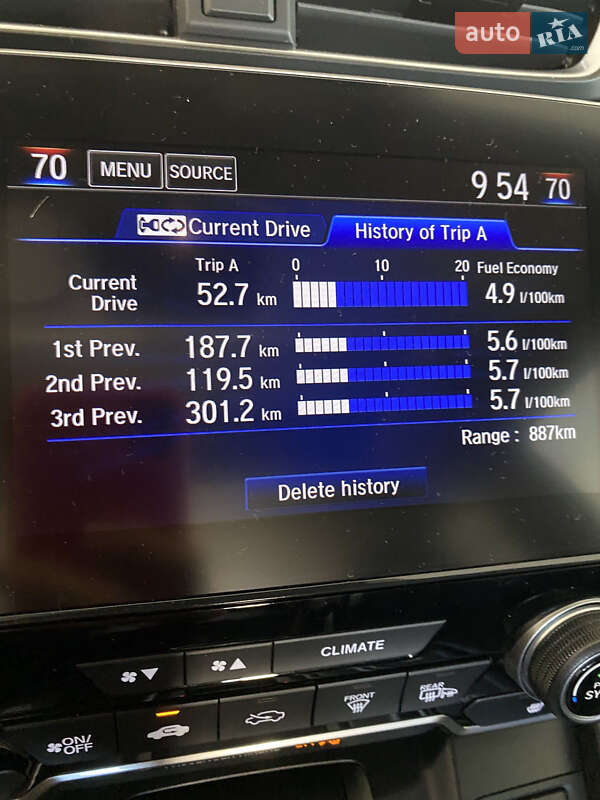 auto RIA .com
70 MENU SOURCE 9 54 70
Current Drive History of Trip A
Trip A 0 10 20 Fuel Economy
Current Drive 52.7 km 4.9 l/100km
1st Prev. 187.7 km 5.6 l/100km
2nd Prev. 119.5 km 5.7 l/100km
3rd Prev. 301.2 km 5.7 l/100km
Range : 887km
Delete history
CLIMATE
ON/OFF FRONT REAR